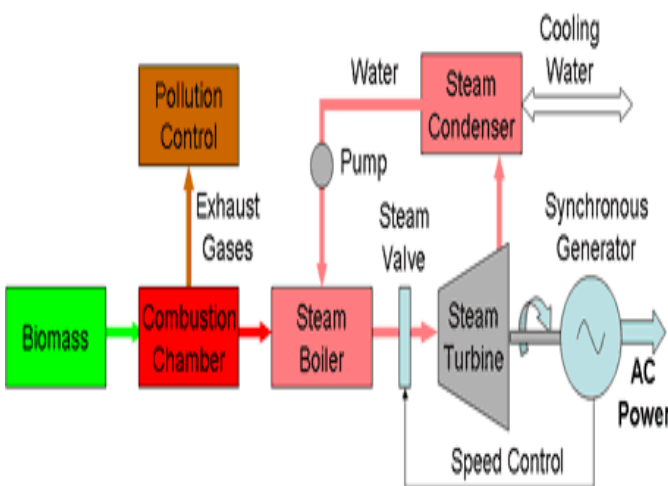 Cooling
Water
Water
Steam
Condenser
Pollution
Control
Pump
Exhaust
Gases
Steam
Valve
Synchronous
Generator
Biomass
Combustion
Chamber
Steam
Boiler
Steam
Turbine
AC
Power
Speed Control